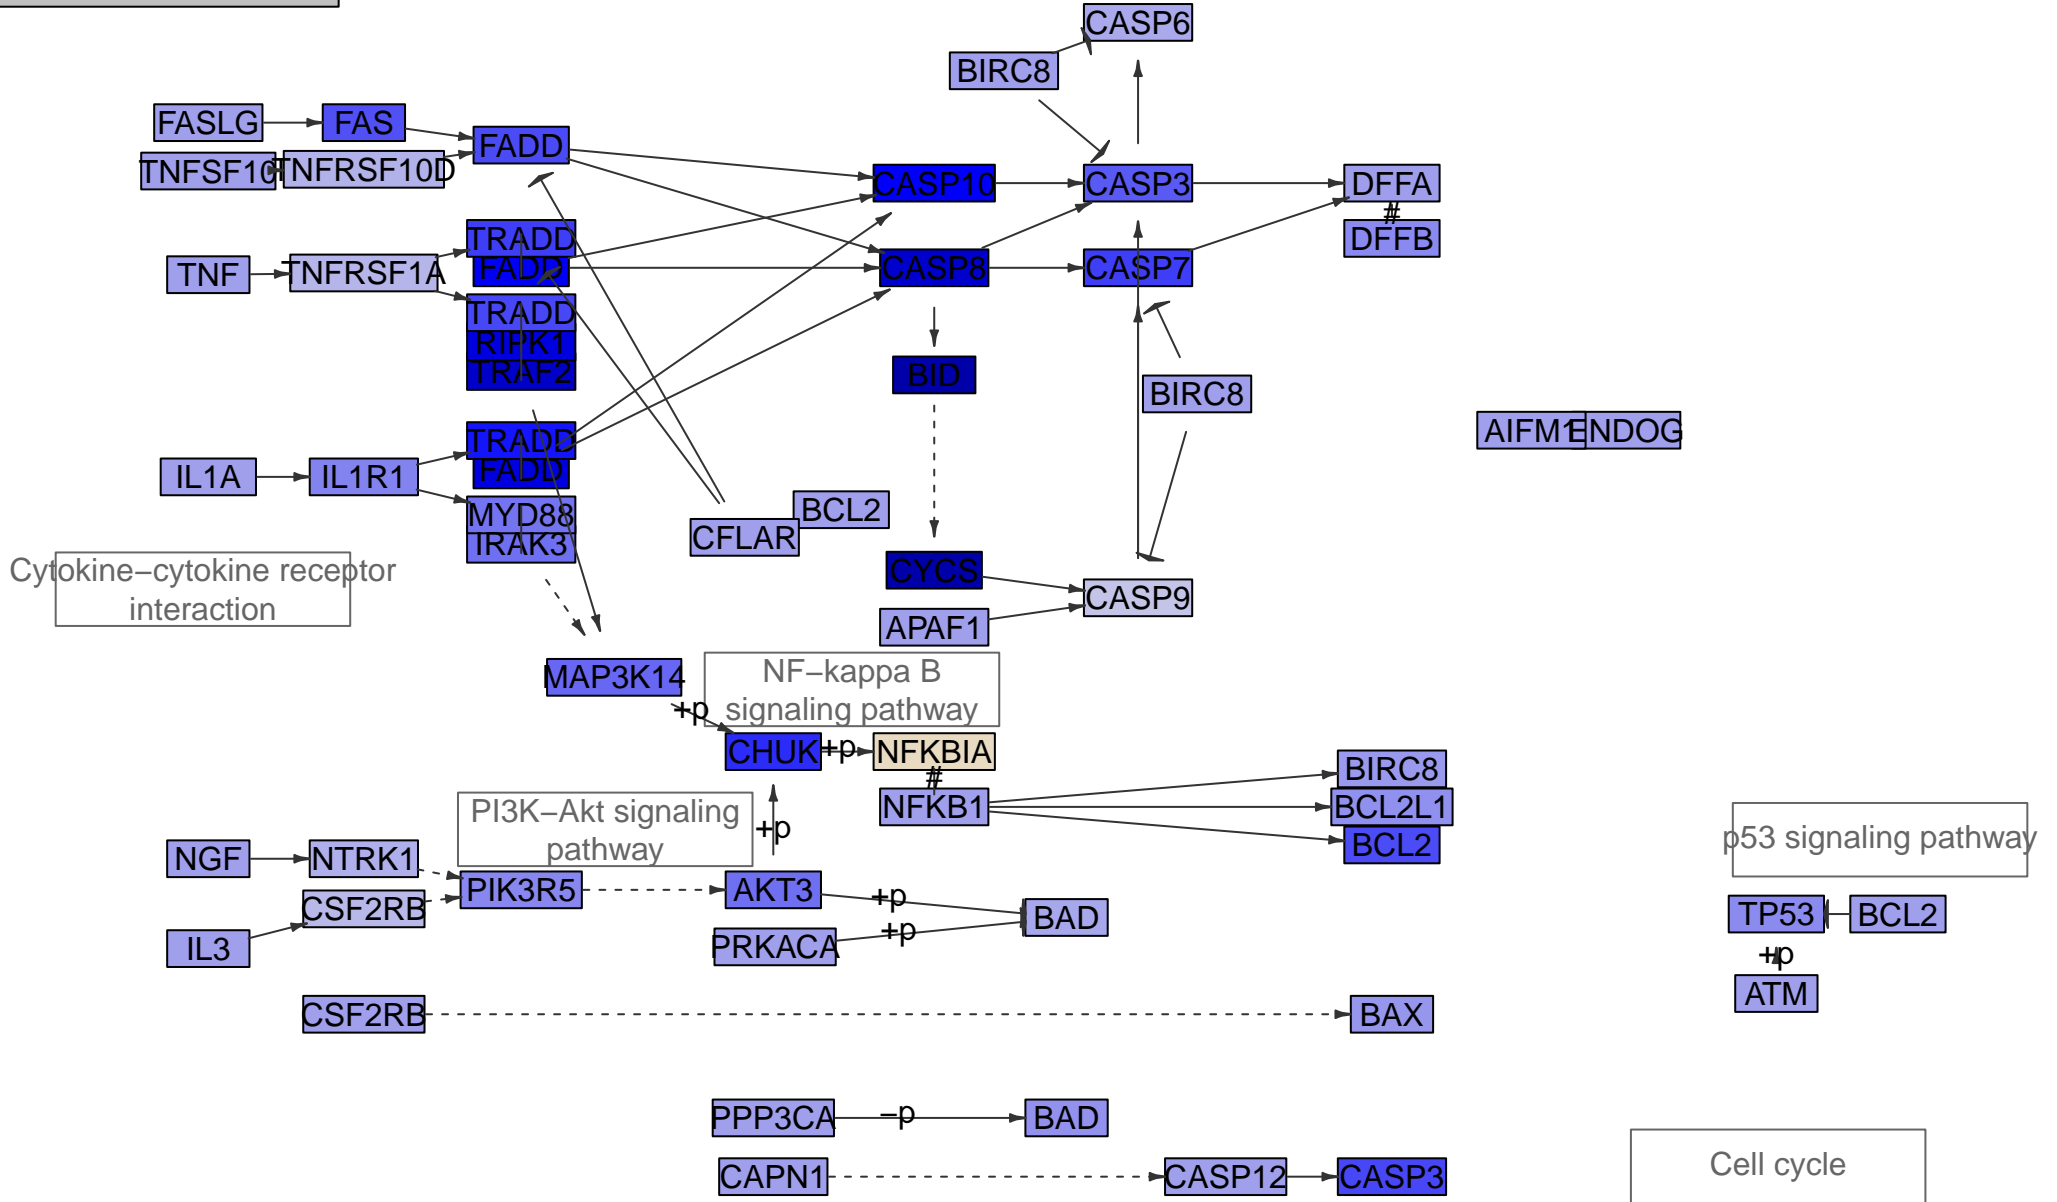 CASP6
BIRC8
FASLG
FAS
FADD
TNFSF10
TNFRSF10D
CASP10
CASP3
DFFA
#
DFFB
TRADD
FADD
TNF
TNFRSF1A
CASP8
CASP7
TRADD
RIPK1
TRAF2
BID
BIRC8
TRADD
FADD
AIFM1
ENDOG
IL1A
IL1R1
MYD88
IRAK3
BCL2
CFLAR
Cytokine–cytokine receptor
interaction
CYCS
CASP9
APAF1
MAP3K14
NF–kappa B
signaling pathway
+p
CHUK
+p
NFKBIA
#
NFKB1
BIRC8
BCL2L1
BCL2
PI3K–Akt signaling
pathway
+p
p53 signaling pathway
NGF
NTRK1
PIK3R5
AKT3
+p
CSF2RB
BAD
TP53
BCL2
IL3
PRKACA
+p
+p
ATM
CSF2RB
BAX
PPP3CA
–p
BAD
CAPN1
CASP12
CASP3
Cell cycle